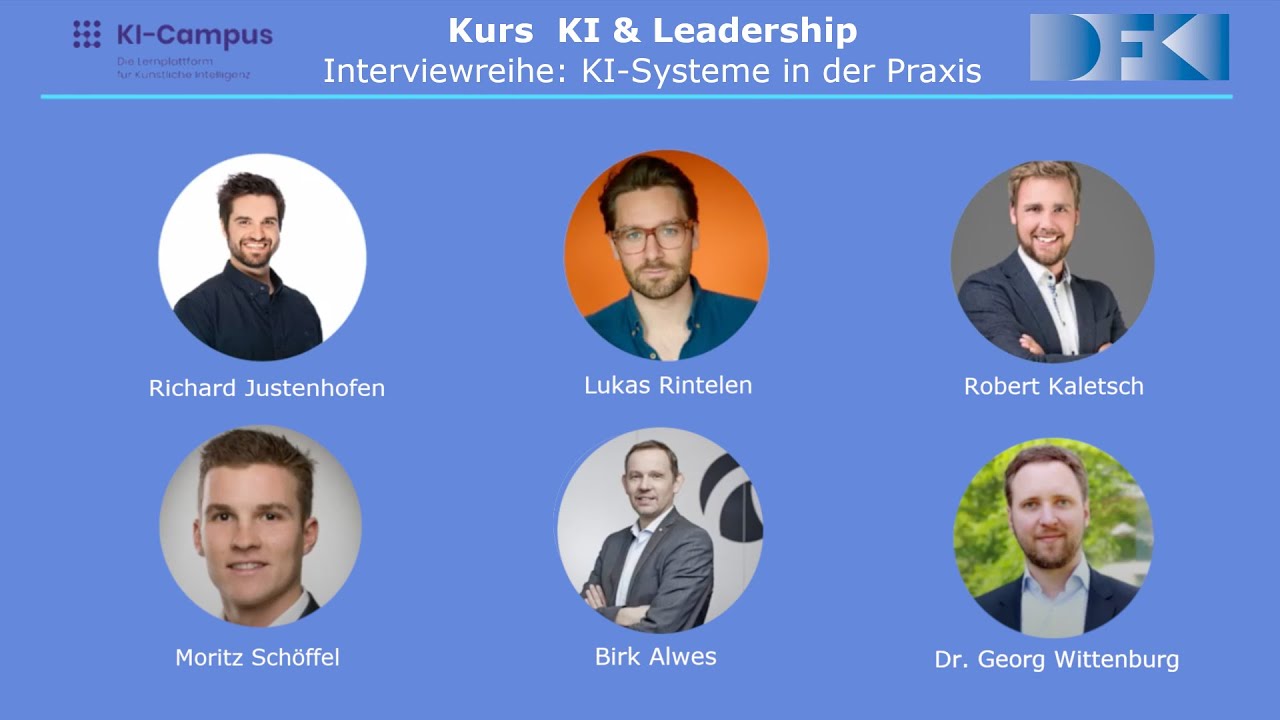 KI-Campus
Die Lernplattform
für Künstliche Intelligenz
Kurs KI & Leadership
Interviewreihe: KI-Systeme in der Praxis
DFKI
Richard Justenhofen
Lukas Rintelen
Robert Kaletsch
Moritz Schöffel
Birk Alwes
Dr. Georg Wittenburg